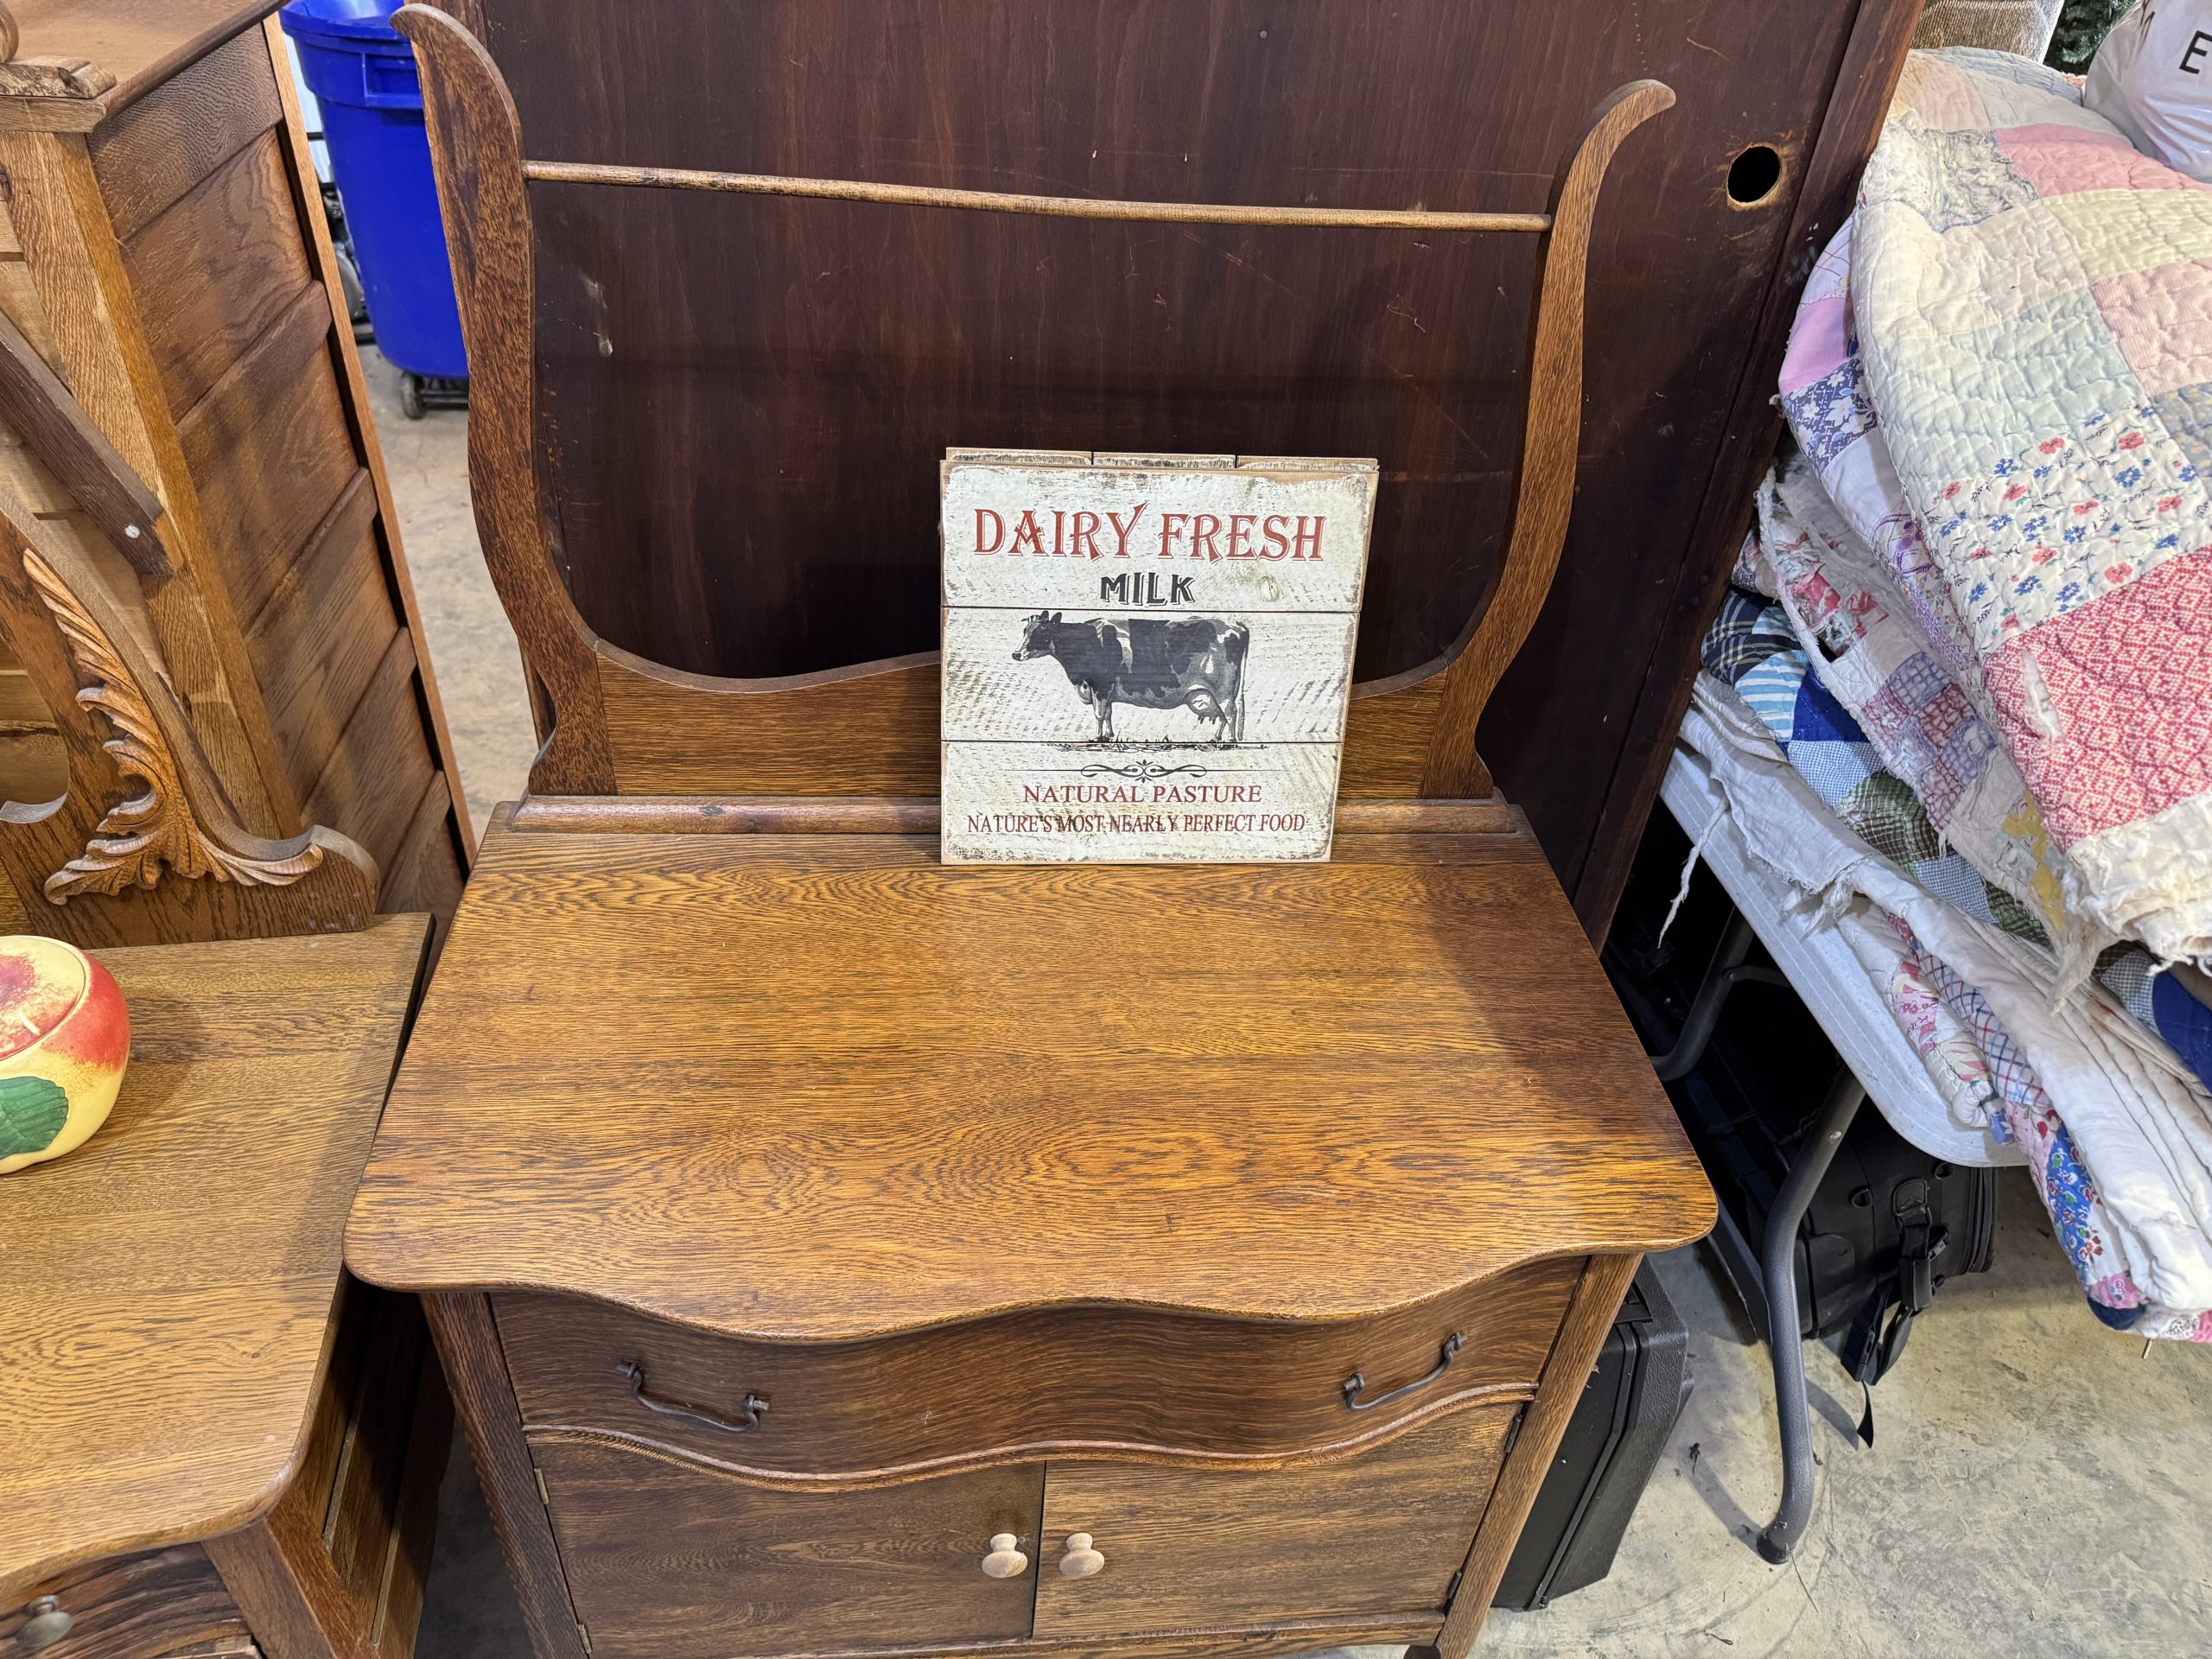 DAIRY FRESH
MILK
NATURAL PASTURE
NATURE'S MOST NEARLY PERFECT FOOD
E